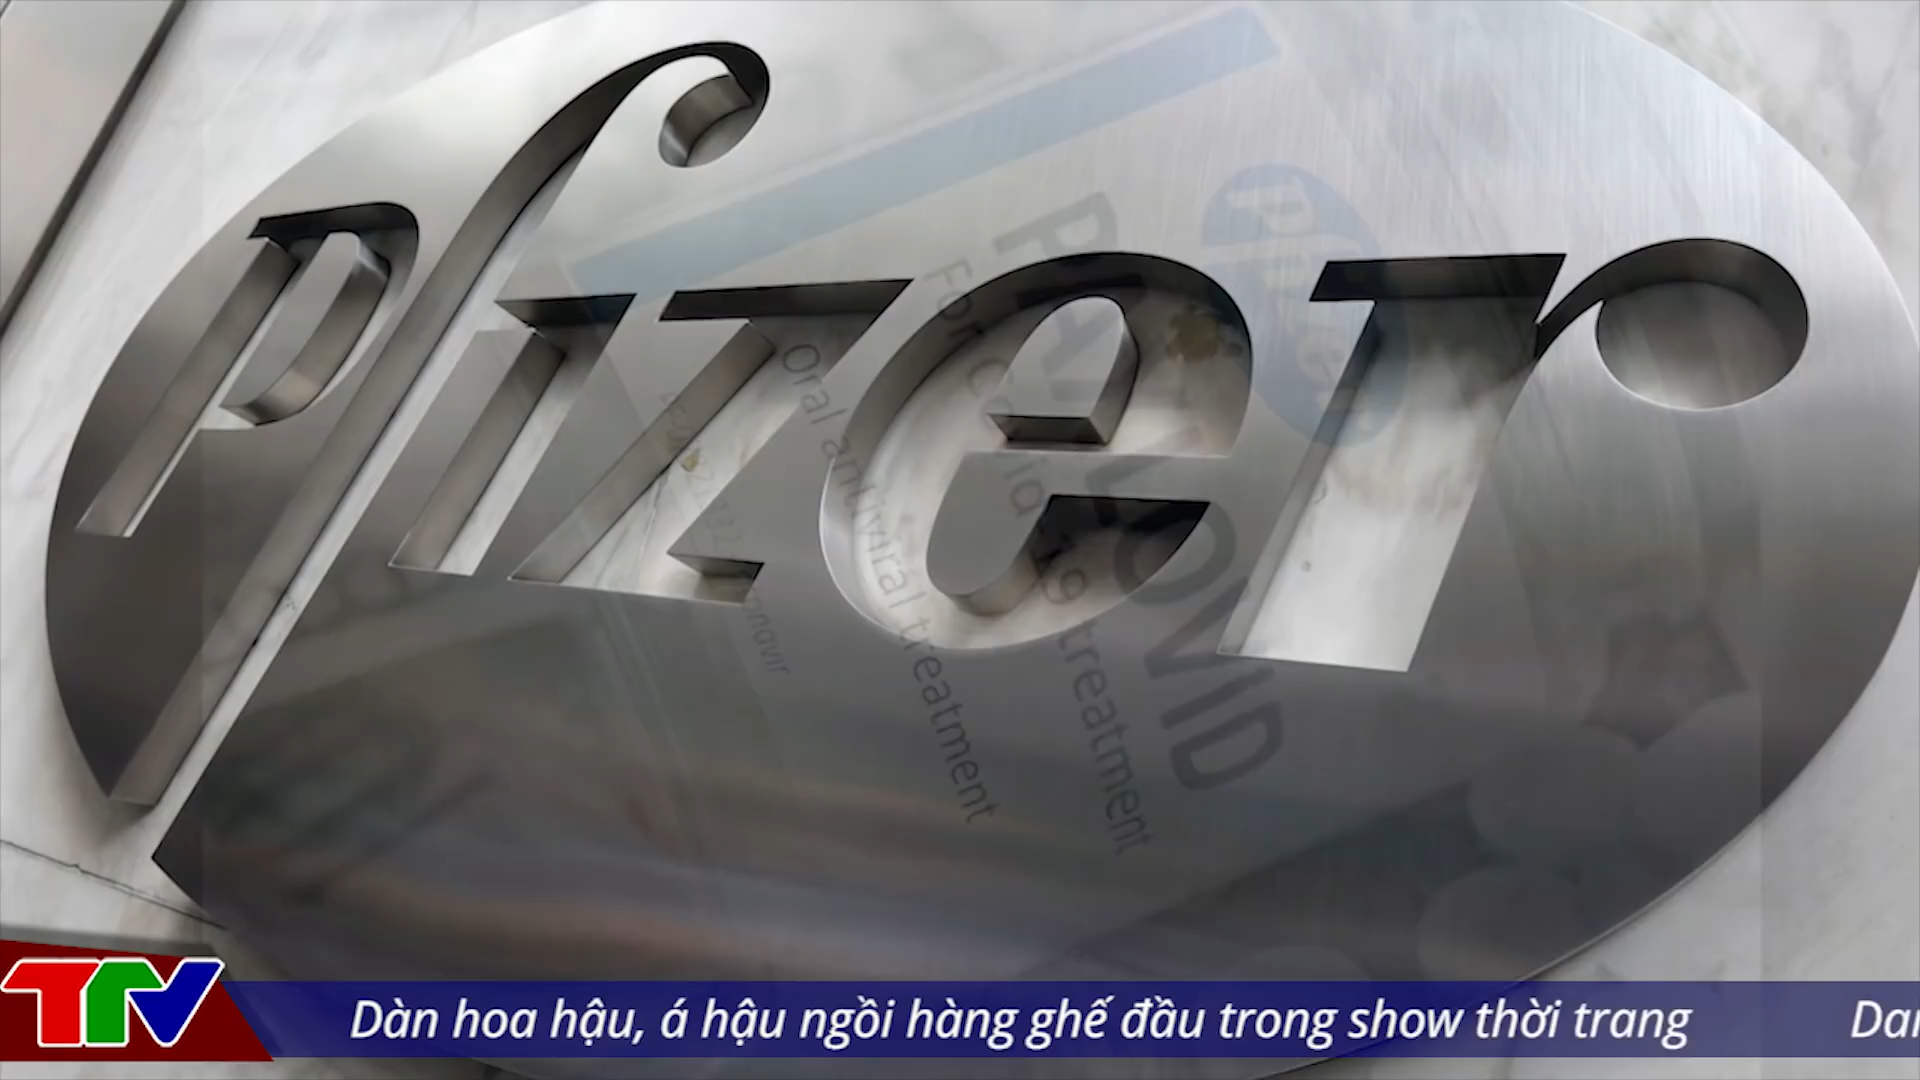 Pfizer
Pfizer
PAXLOVID
For Covid 19 treatment
Oral antiviral treatment
TTV
Dàn hoa hậu, á hậu ngồi hàng ghế đầu trong show thời trang